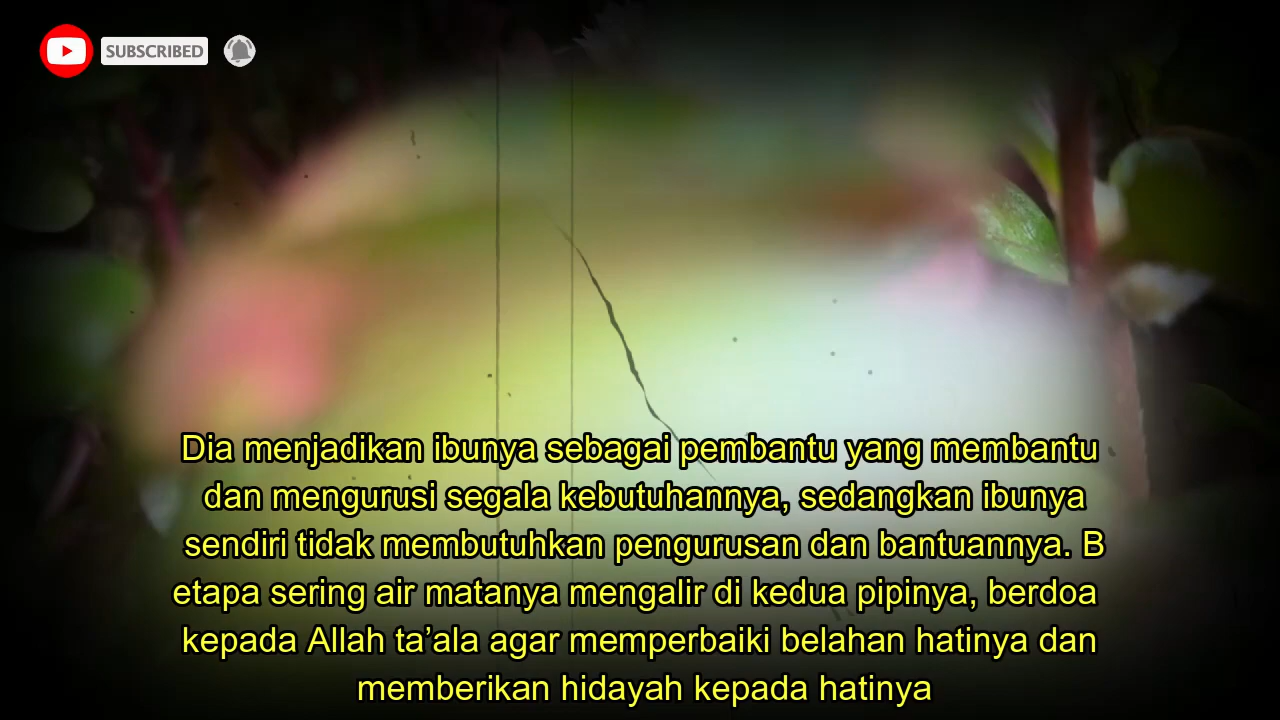 SUBSCRIBED
Dia menjadikan ibunya sebagai pembantu yang membantu
dan mengurusi segala kebutuhannya, sedangkan ibunya
sendiri tidak membutuhkan pengurusan dan bantuannya. B
etapa sering air matanya mengalir di kedua pipinya, berdoa
kepada Allah ta’ala agar memperbaiki belahan hatinya dan
memberikan hidayah kepada hatinya